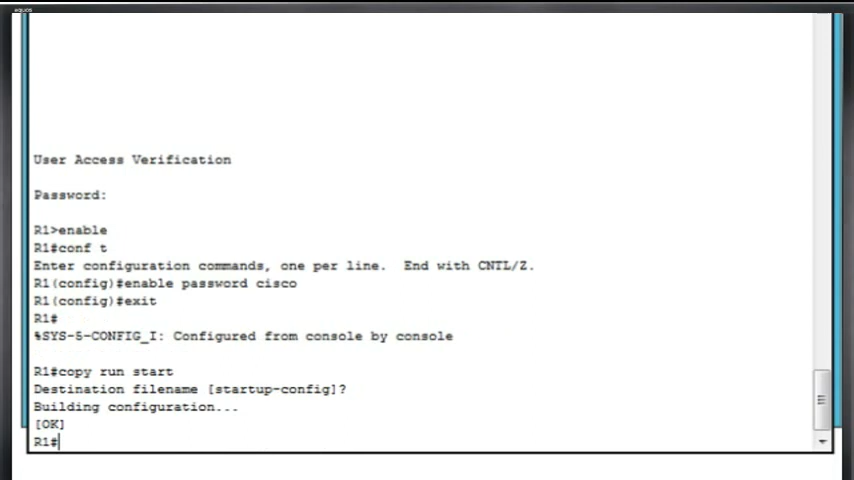 User Access Verification
Password:
R1>enable
R1#conf t
Enter configuration commands, one per line.  End with CNTL/Z.
R1(config)#enable password cisco
R1(config)#exit
R1#
%SYS-5-CONFIG_I: Configured from console by console
R1#copy run start
Destination filename [startup-config]?
Building configuration...
[OK]
R1#